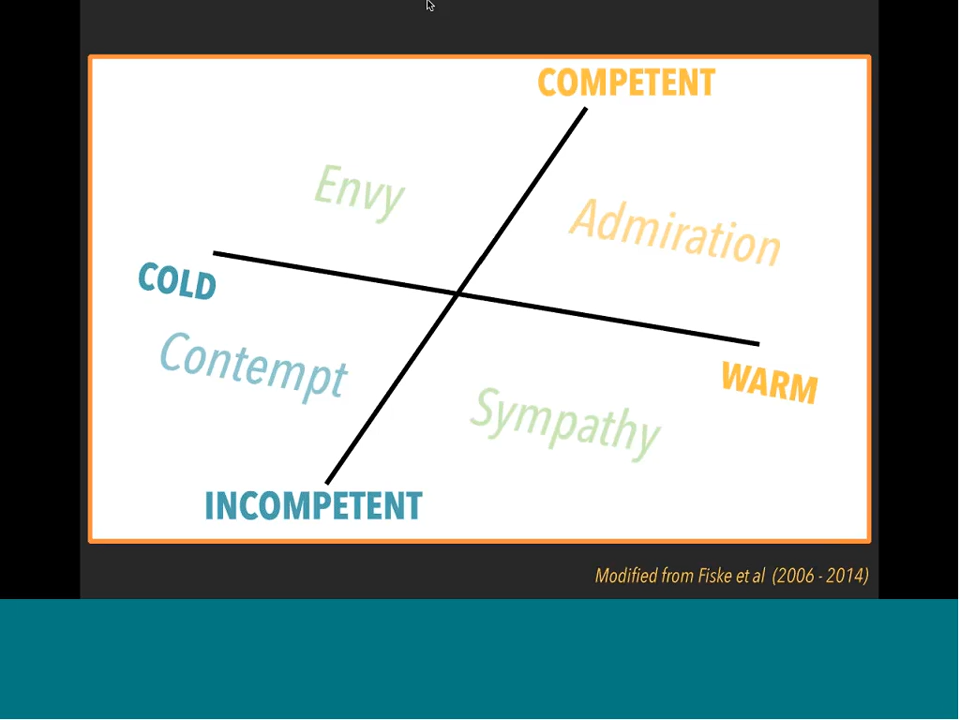 COMPETENT
Envy
Admiration
COLD
Contempt
WARM
Sympathy
INCOMPETENT
Modified from Fiske et al (2006 - 2014)